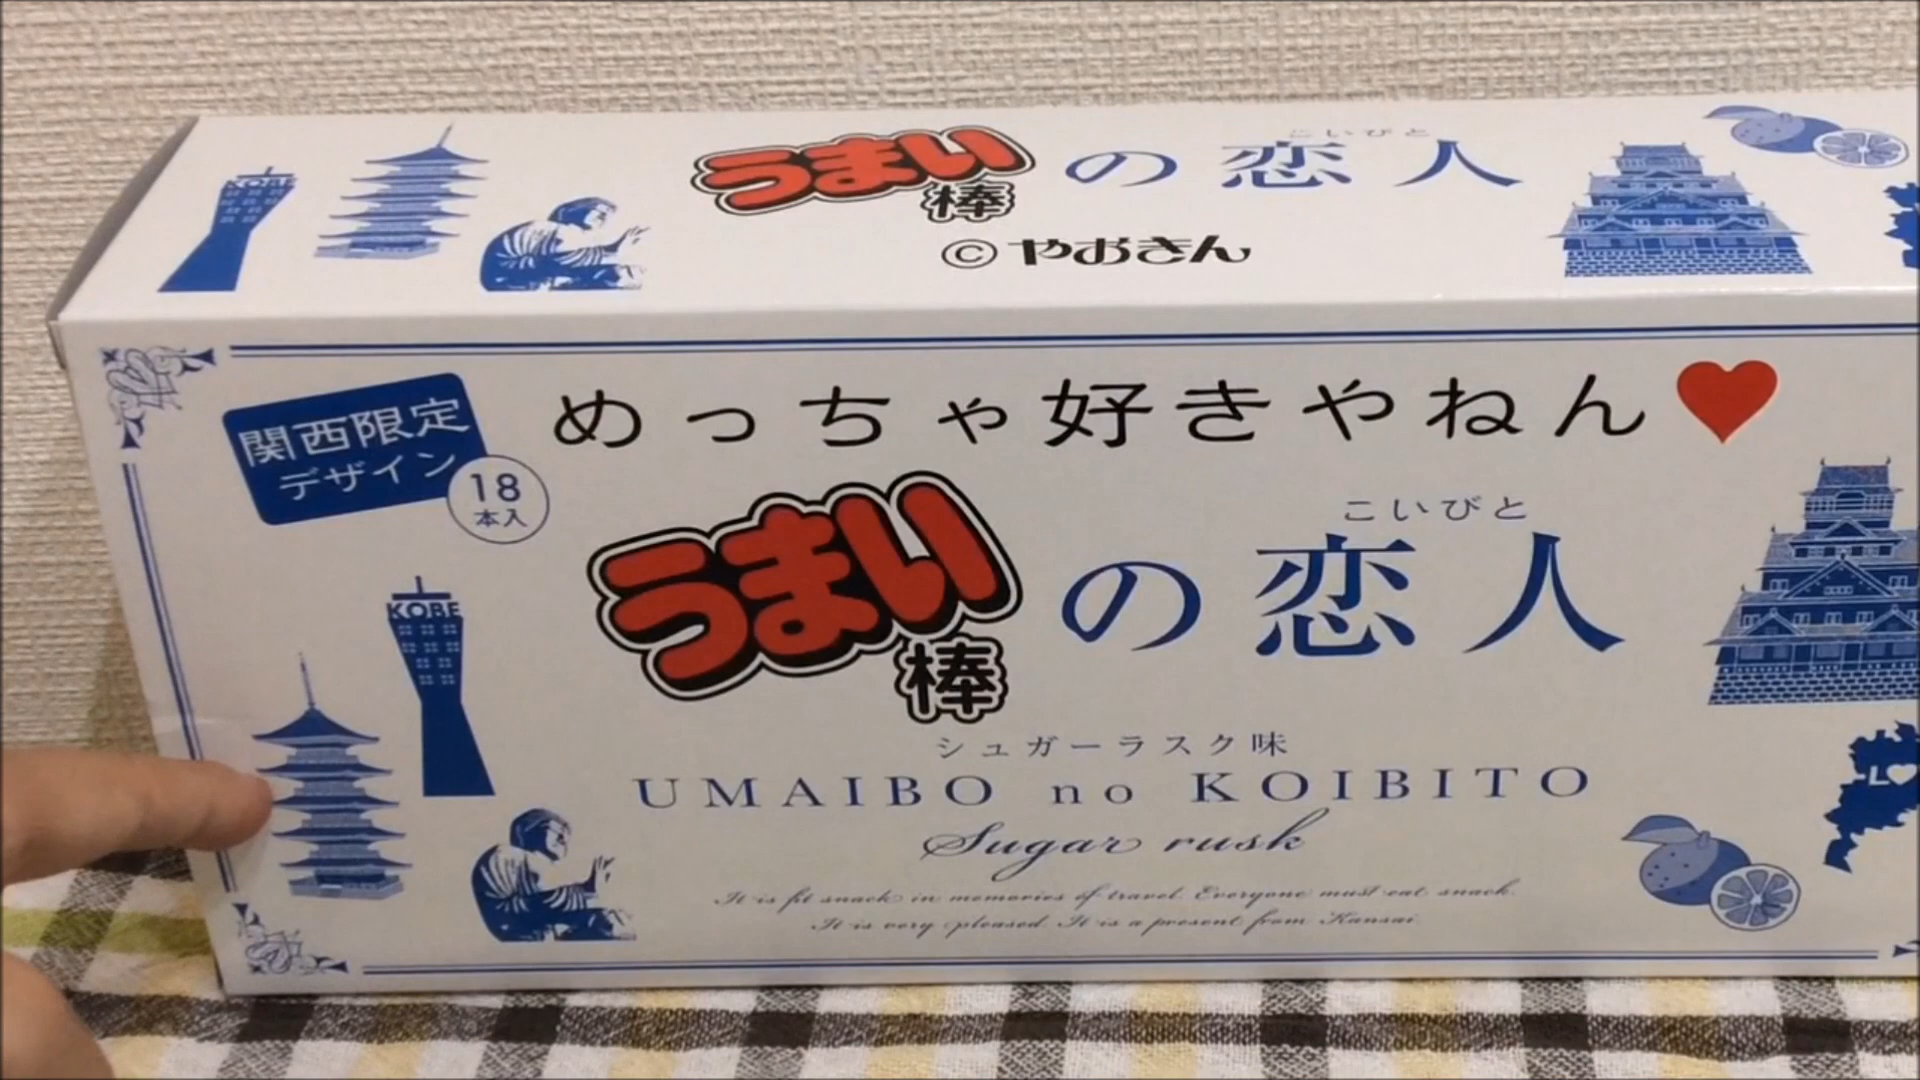 KOBE
こいびと
うまい棒の恋人
©やおきん
関西限定
デザイン
18
本入
めっちゃ好きやねん
こいびと
うまい棒の恋人
KOBE
シュガーラスク味
UMAIBO no KOIBITO
Sugar rusk
It is fit snack in memories of travel. Everyone must eat snack.
It is very pleased. It is a present from Kansai.
L